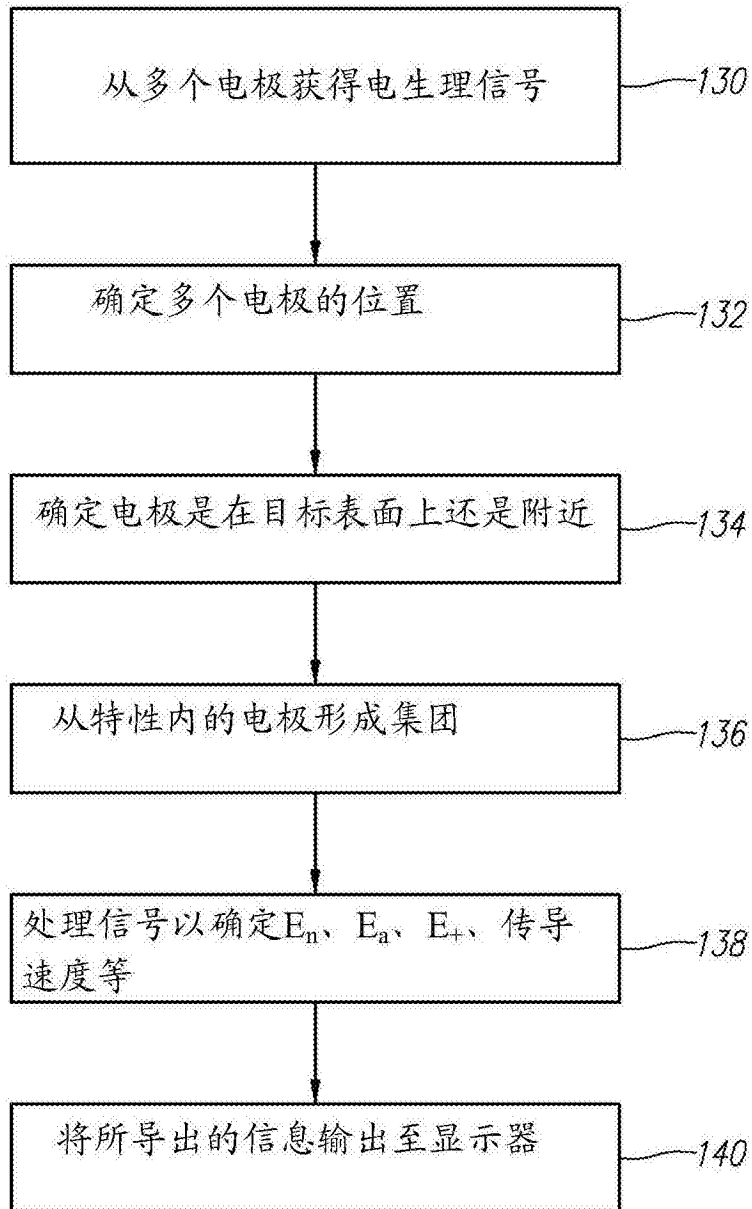 从多个电极获得电生理信号
130
确定多个电极的位置
132
确定电极是在目标表面上还是附近
134
从特性内的电极形成集团
136
处理信号以确定Eₙ、Eₐ、E₊、传导
速度等
138
将所导出的信息输出至显示器
140